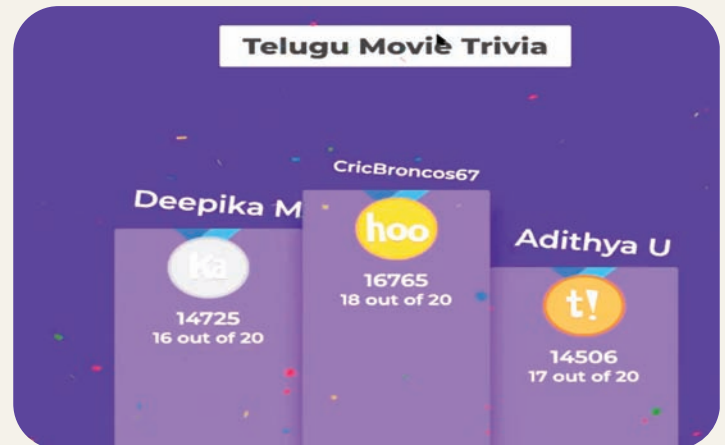 Telugu Movie Trivia
CricBroncos67
hoo
16765
18 out of 20
Deepika M
Ka
14725
16 out of 20
Adithya U
t!
14506
17 out of 20